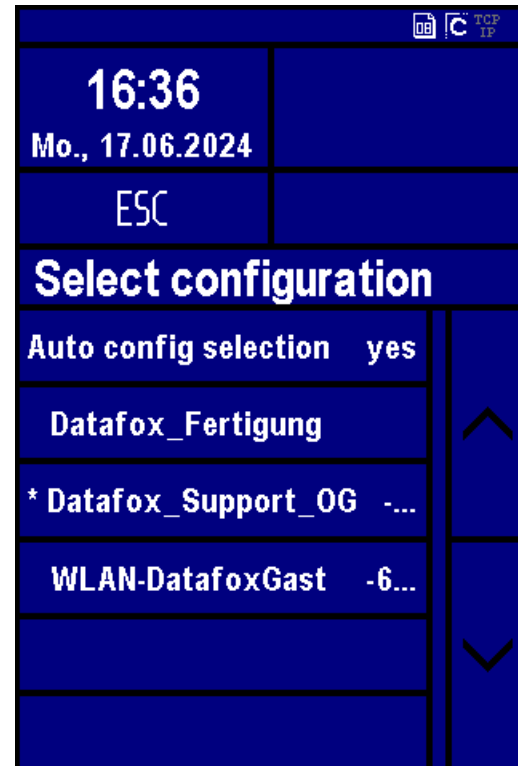 08 C TCP
IP
16:36
Mo., 17.06.2024
ESC
Select configuration
Auto config selection yes
Datafox_Fertigung
* Datafox_Support_OG -...
WLAN-DatafoxGast -6...